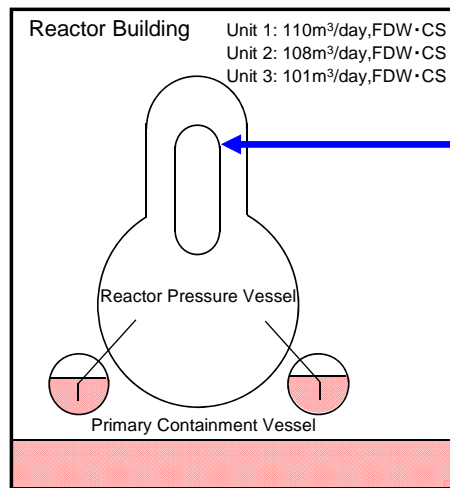 Reactor Building
Unit 1: 110m³/day,FDW・CS
Unit 2: 108m³/day,FDW・CS
Unit 3: 101m³/day,FDW・CS
Reactor Pressure Vessel
Primary Containment Vessel